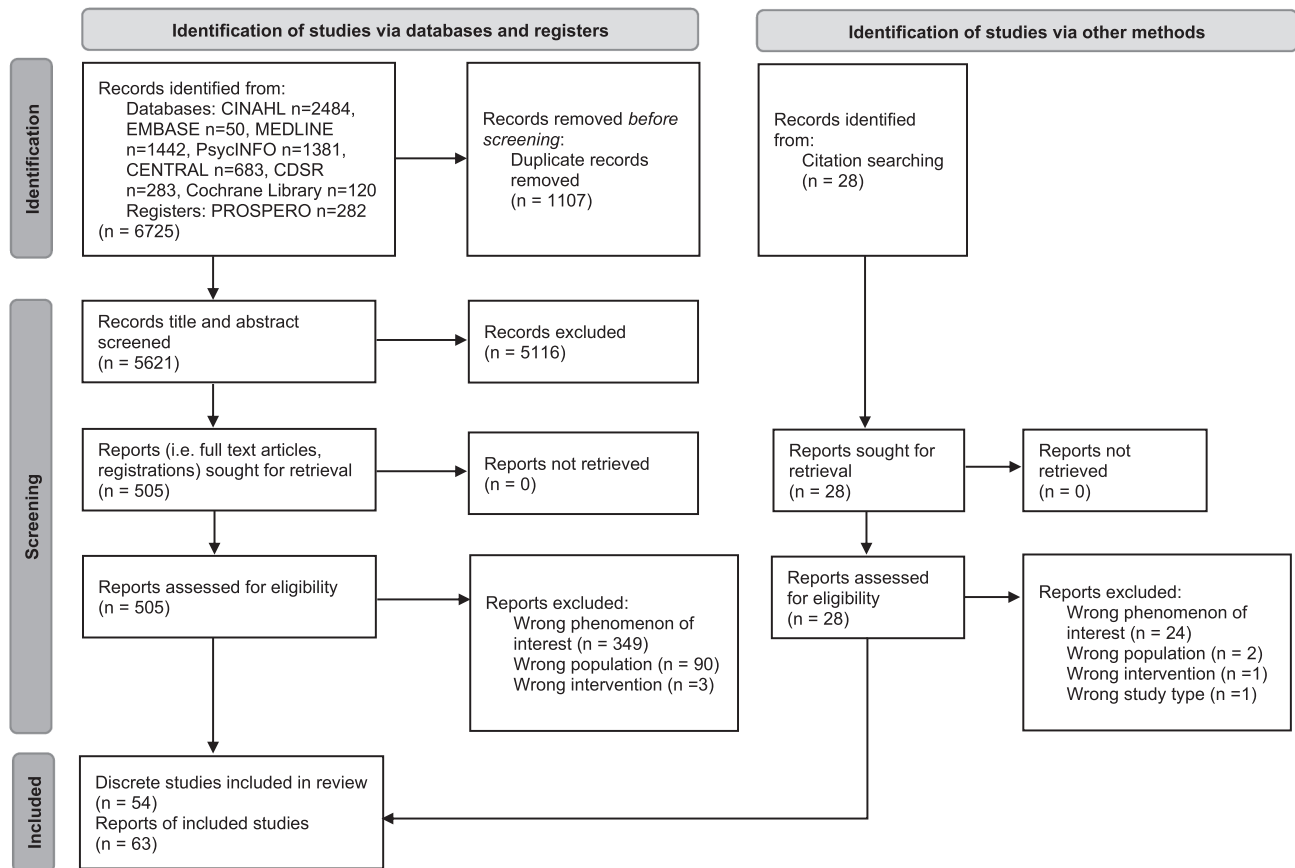 Identification of studies via databases and registers
Identification of studies via other methods
Identification
Records identified from:
Databases: CINAHL n=2484,
EMBASE n=50, MEDLINE
n=1442, PsycINFO n=1381,
CENTRAL n=683, CDSR
n=283, Cochrane Library n=120
Registers: PROSPERO n=282
(n = 6725)
Records removed before
screening:
Duplicate records
removed
(n = 1107)
Records identified
from:
Citation searching
(n = 28)
Screening
Records title and abstract
screened
(n = 5621)
Records excluded
(n = 5116)
Reports (i.e. full text articles,
registrations) sought for retrieval
(n = 505)
Reports not retrieved
(n = 0)
Reports sought for
retrieval
(n = 28)
Reports not
retrieved
(n = 0)
Reports assessed for eligibility
(n = 505)
Reports excluded:
Wrong phenomenon of
interest (n = 349)
Wrong population (n = 90)
Wrong intervention (n =3)
Reports assessed
for eligibility
(n = 28)
Reports excluded:
Wrong phenomenon of
interest (n = 24)
Wrong population (n = 2)
Wrong intervention (n =1)
Wrong study type (n =1)
Included
Discrete studies included in review
(n = 54)
Reports of included studies
(n = 63)